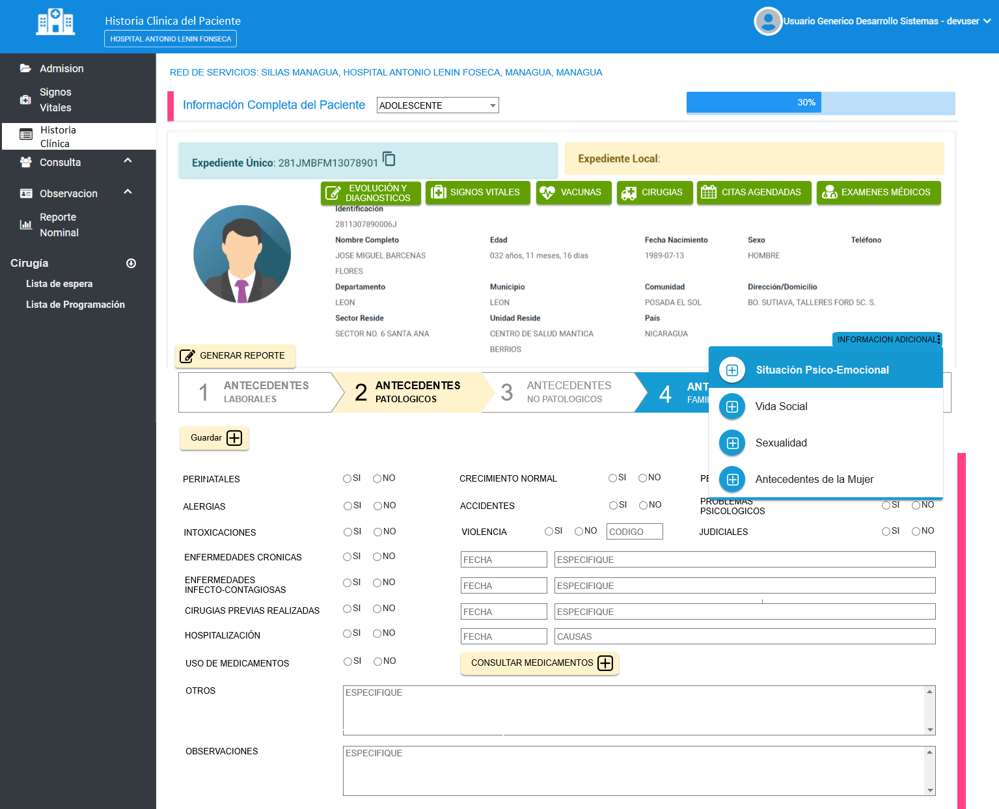 Historia Clinica del Paciente
HOSPITAL ANTONIO LENIN FONSECA
Usuario Generico Desarrollo Sistemas - devuser
Admision
Signos
Vitales
Historia
Clínica
Consulta
Observacion
Reporte
Nominal
Cirugía
Lista de espera
Lista de Programación
RED DE SERVICIOS: SILIAS MANAGUA, HOSPITAL ANTONIO LENIN FOSECA, MANAGUA, MANAGUA
Información Completa del Paciente ADOLESCENTE 30%
Expediente Único: 281JMBFM13078901
Expediente Local:
EVOLUCIÓN Y
DIAGNOSTICOS
SIGNOS VITALES
VACUNAS
CIRUGIAS
CITAS AGENDADAS
EXAMENES MÉDICOS
Identificación
2811307890006J
Nombre Completo Edad Fecha Nacimiento Sexo Teléfono
JOSE MIGUEL BARCENAS 032 años, 11 meses, 16 días 1989-07-13 HOMBRE
FLORES
Departamento Municipio Comunidad Dirección/Domicilio
LEON LEON POSADA EL SOL BO. SUTIAVA, TALLERES FORD 5C. S.
Sector Reside Unidad Reside País
SECTOR NO. 6 SANTA ANA CENTRO DE SALUD MANTICA NICARAGUA
BERRIOS
INFORMACION ADICIONAL
GENERAR REPORTE
1 ANTECEDENTES
LABORALES
2 ANTECEDENTES
PATOLOGICOS
3 ANTECEDENTES
NO PATOLOGICOS
4 ANT
FAMI
Situación Psico-Emocional
Vida Social
Sexualidad
Antecedentes de la Mujer
Guardar
PERINATALES SI NO CRECIMIENTO NORMAL SI NO PE
ALERGIAS SI NO ACCIDENTES SI NO PROBLEMAS
PSICOLOGICOS SI NO
INTOXICACIONES SI NO VIOLENCIA SI NO CODIGO JUDICIALES SI NO
ENFERMEDADES CRONICAS SI NO FECHA ESPECIFIQUE
ENFERMEDADES
INFECTO-CONTAGIOSAS SI NO FECHA ESPECIFIQUE
CIRUGIAS PREVIAS REALIZADAS SI NO FECHA ESPECIFIQUE
HOSPITALIZACIÓN SI NO FECHA CAUSAS
USO DE MEDICAMENTOS SI NO CONSULTAR MEDICAMENTOS
OTROS ESPECIFIQUE
OBSERVACIONES ESPECIFIQUE